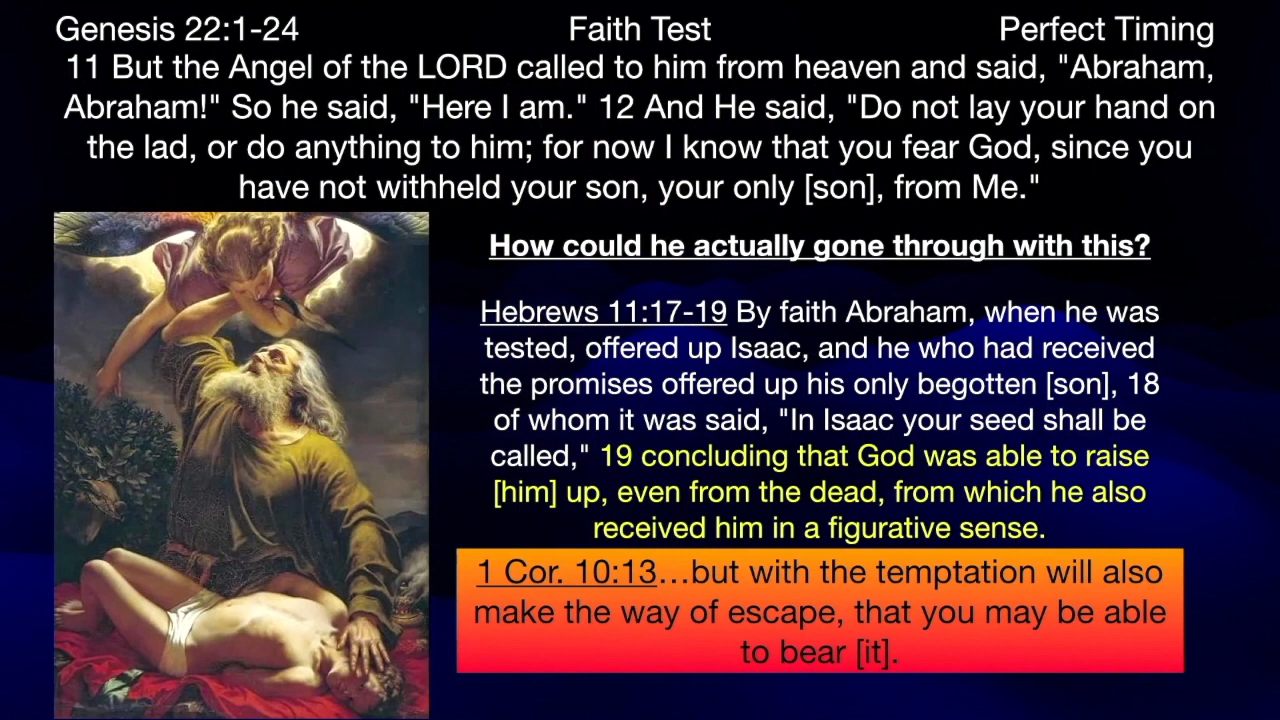 Genesis 22:1-24 Faith Test Perfect Timing
11 But the Angel of the LORD called to him from heaven and said, "Abraham,
Abraham!" So he said, "Here I am." 12 And He said, "Do not lay your hand on
the lad, or do anything to him; for now I know that you fear God, since you
have not withheld your son, your only [son], from Me."
How could he actually gone through with this?
Hebrews 11:17-19 By faith Abraham, when he was
tested, offered up Isaac, and he who had received
the promises offered up his only begotten [son], 18
of whom it was said, "In Isaac your seed shall be
called," 19 concluding that God was able to raise
[him] up, even from the dead, from which he also
received him in a figurative sense.
1 Cor. 10:13…but with the temptation will also
make the way of escape, that you may be able
to bear [it].